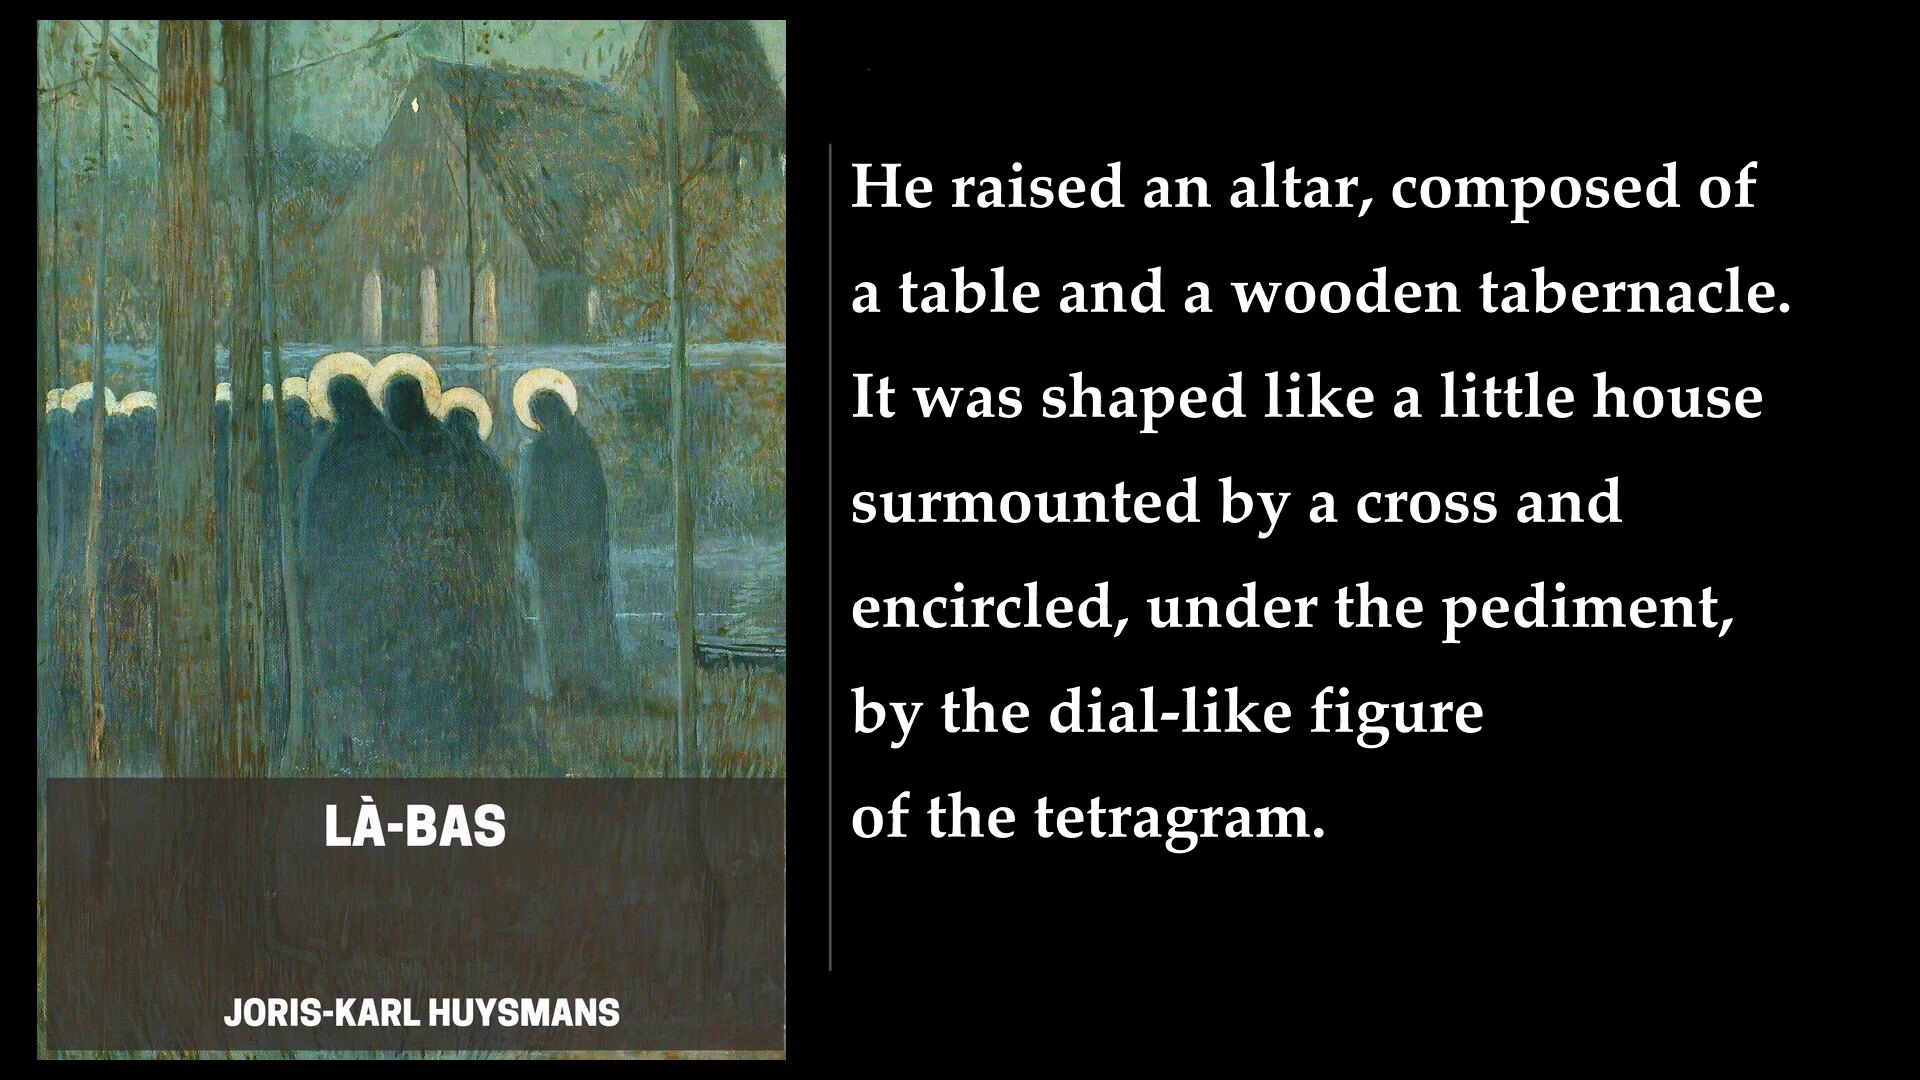 LÀ-BAS
JORIS-KARL HUYSMANS
He raised an altar, composed of
a table and a wooden tabernacle.
It was shaped like a little house
surmounted by a cross and
encircled, under the pediment,
by the dial-like figure
of the tetragram.